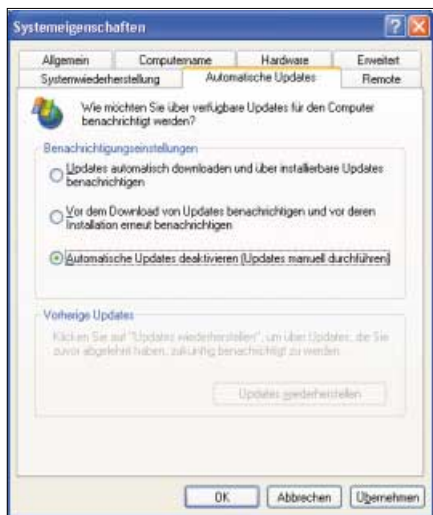 Systemeigenschaften
Allgemein Computername Hardware Erweitert
Systemwiederherstellung Automatische Updates Remote
Wie möchten Sie über verfügbare Updates für den Computer
benachrichtigt werden?
Benachrichtigungseinstellungen
Updates automatisch downloaden und über installierbare Updates
benachrichtigen
Vor dem Download von Updates benachrichtigen und vor deren
Installation erneut benachrichtigen
Automatische Updates deaktivieren (Updates manuell durchführen)
Vorherige Updates
Klicken Sie auf "Updates wiederherstellen", um über Updates, die Sie
zuvor abgelehnt haben, zukünftig benachrichtigt zu werden.
Updates wiederherstellen
OK Abbrechen Übernehmen